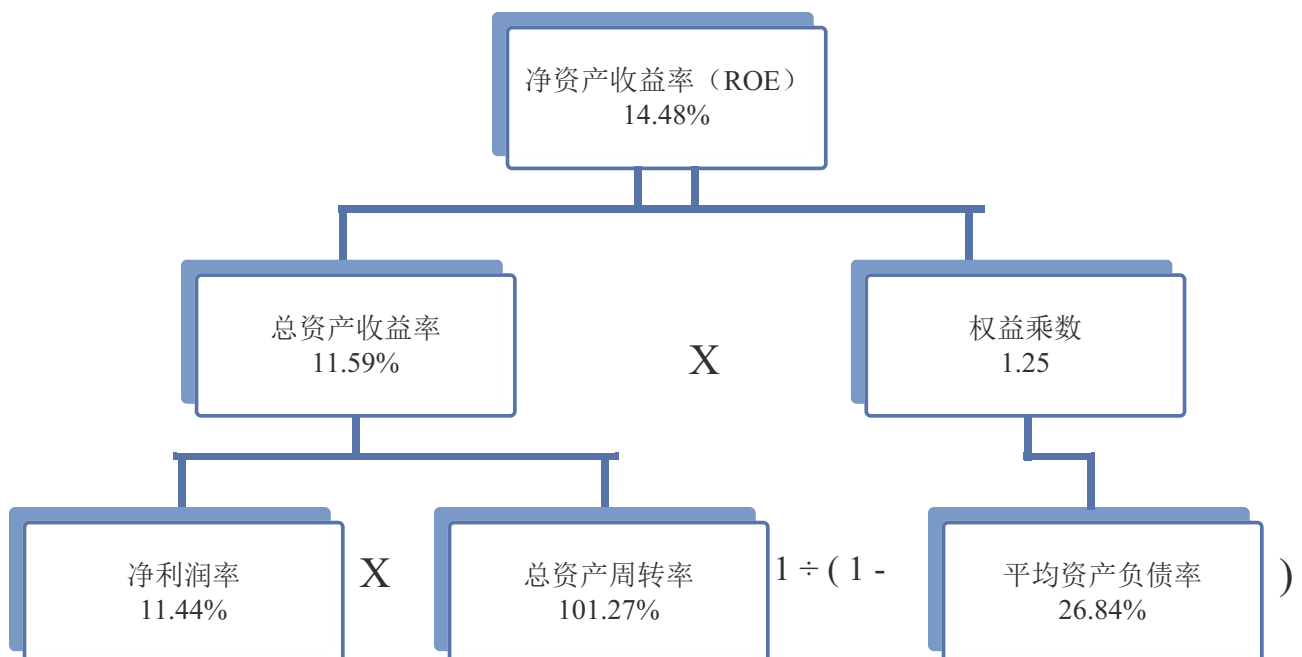 净资产收益率（ROE）
14.48%
总资产收益率
11.59%
X
权益乘数
1.25
净利润率
11.44%
X
总资产周转率
101.27%
1 ÷ ( 1 -
平均资产负债率
26.84%
)